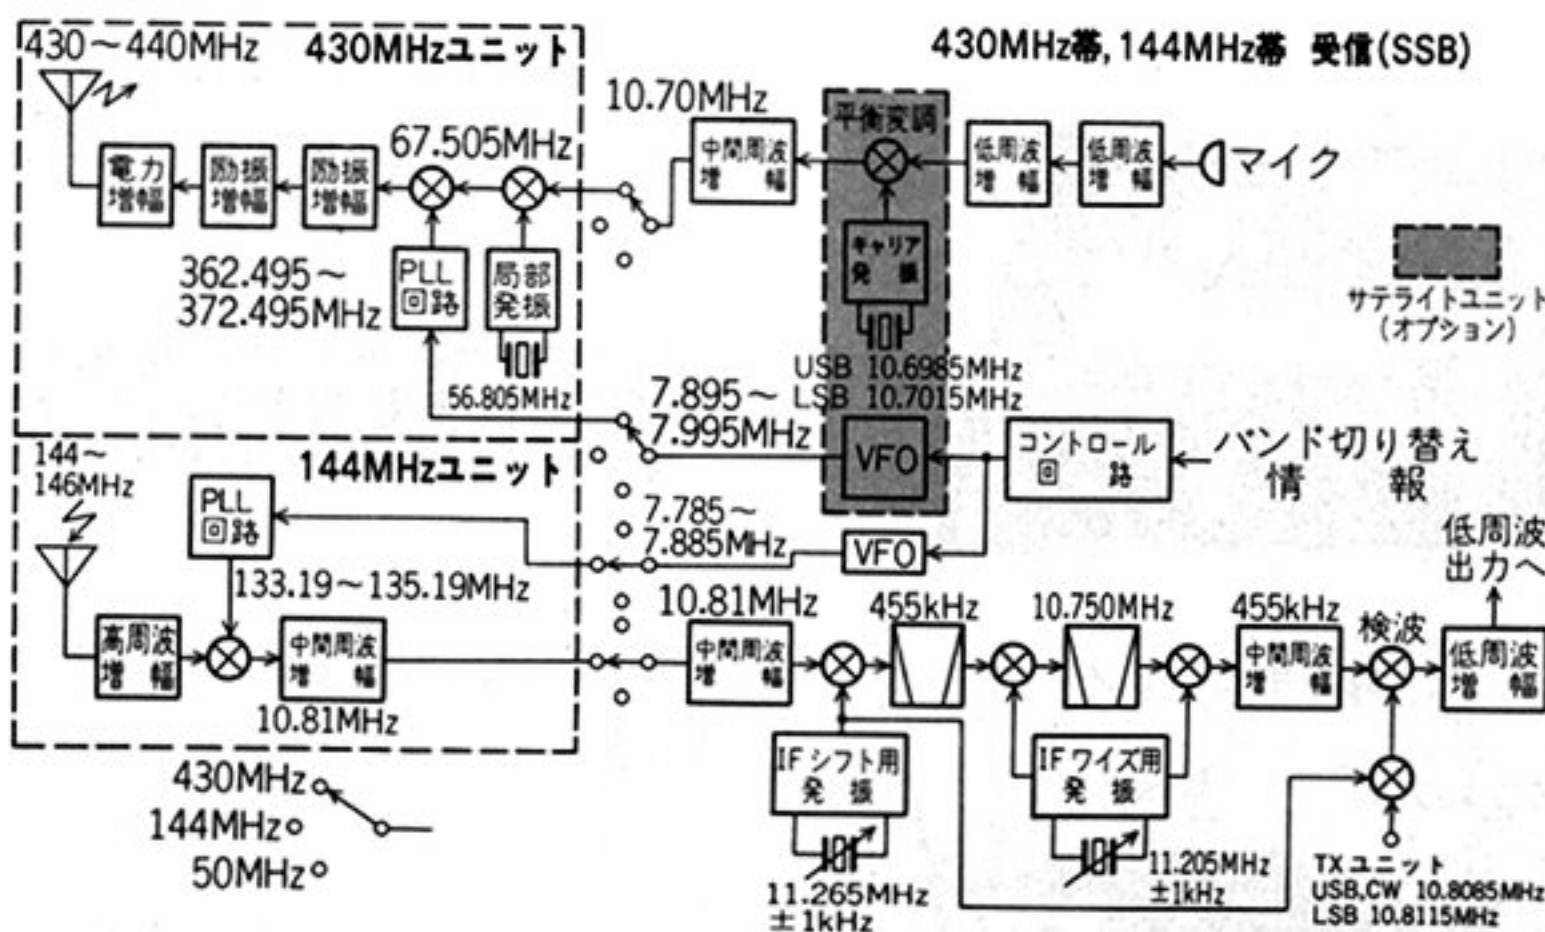 430～440MHz
430MHzユニット
430MHz帯,144MHz帯 受信(SSB)
電力
増幅
励振
増幅
励振
増幅
67.505MHz
362.495～
372.495MHz
PLL
回路
局部
発振
56.805MHz
10.70MHz
中間周波
増 幅
平衡変調
キャリア
発 振
USB 10.6985MHz
LSB 10.7015MHz
低周波
増 幅
低周波
増 幅
マイク
サテライトユニット
(オプション)
7.895～
7.995MHz
VFO
コントロール
回 路
バンド切り替え
情 報
7.785～
7.885MHz
VFO
144～
146MHz
144MHzユニット
PLL
回路
133.19～135.19MHz
高周波
増 幅
中間周波
増 幅
10.81MHz
10.81MHz
中間周波
増 幅
455kHz
10.750MHz
455kHz
中間周波
増 幅
検波
低周波
増 幅
低周波
出力へ
IFシフト用
発 振
11.265MHz
±1kHz
IFワイズ用
発 振
11.205MHz
±1kHz
TXユニット
USB,CW 10.8085MHz
LSB 10.8115MHz
430MHz
144MHz
50MHz